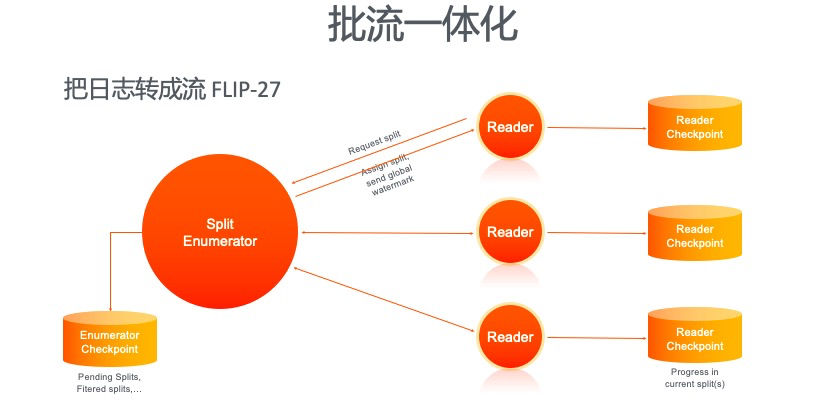 批流一体化
把日志转成流 FLIP-27
Request split
Assign split,
send global
watermark
Reader
Reader
Checkpoint
Split
Enumerator
Reader
Reader
Checkpoint
Enumerator
Checkpoint
Pending Splits,
Fitered splits,...
Reader
Reader
Checkpoint
Progress in
current split(s)